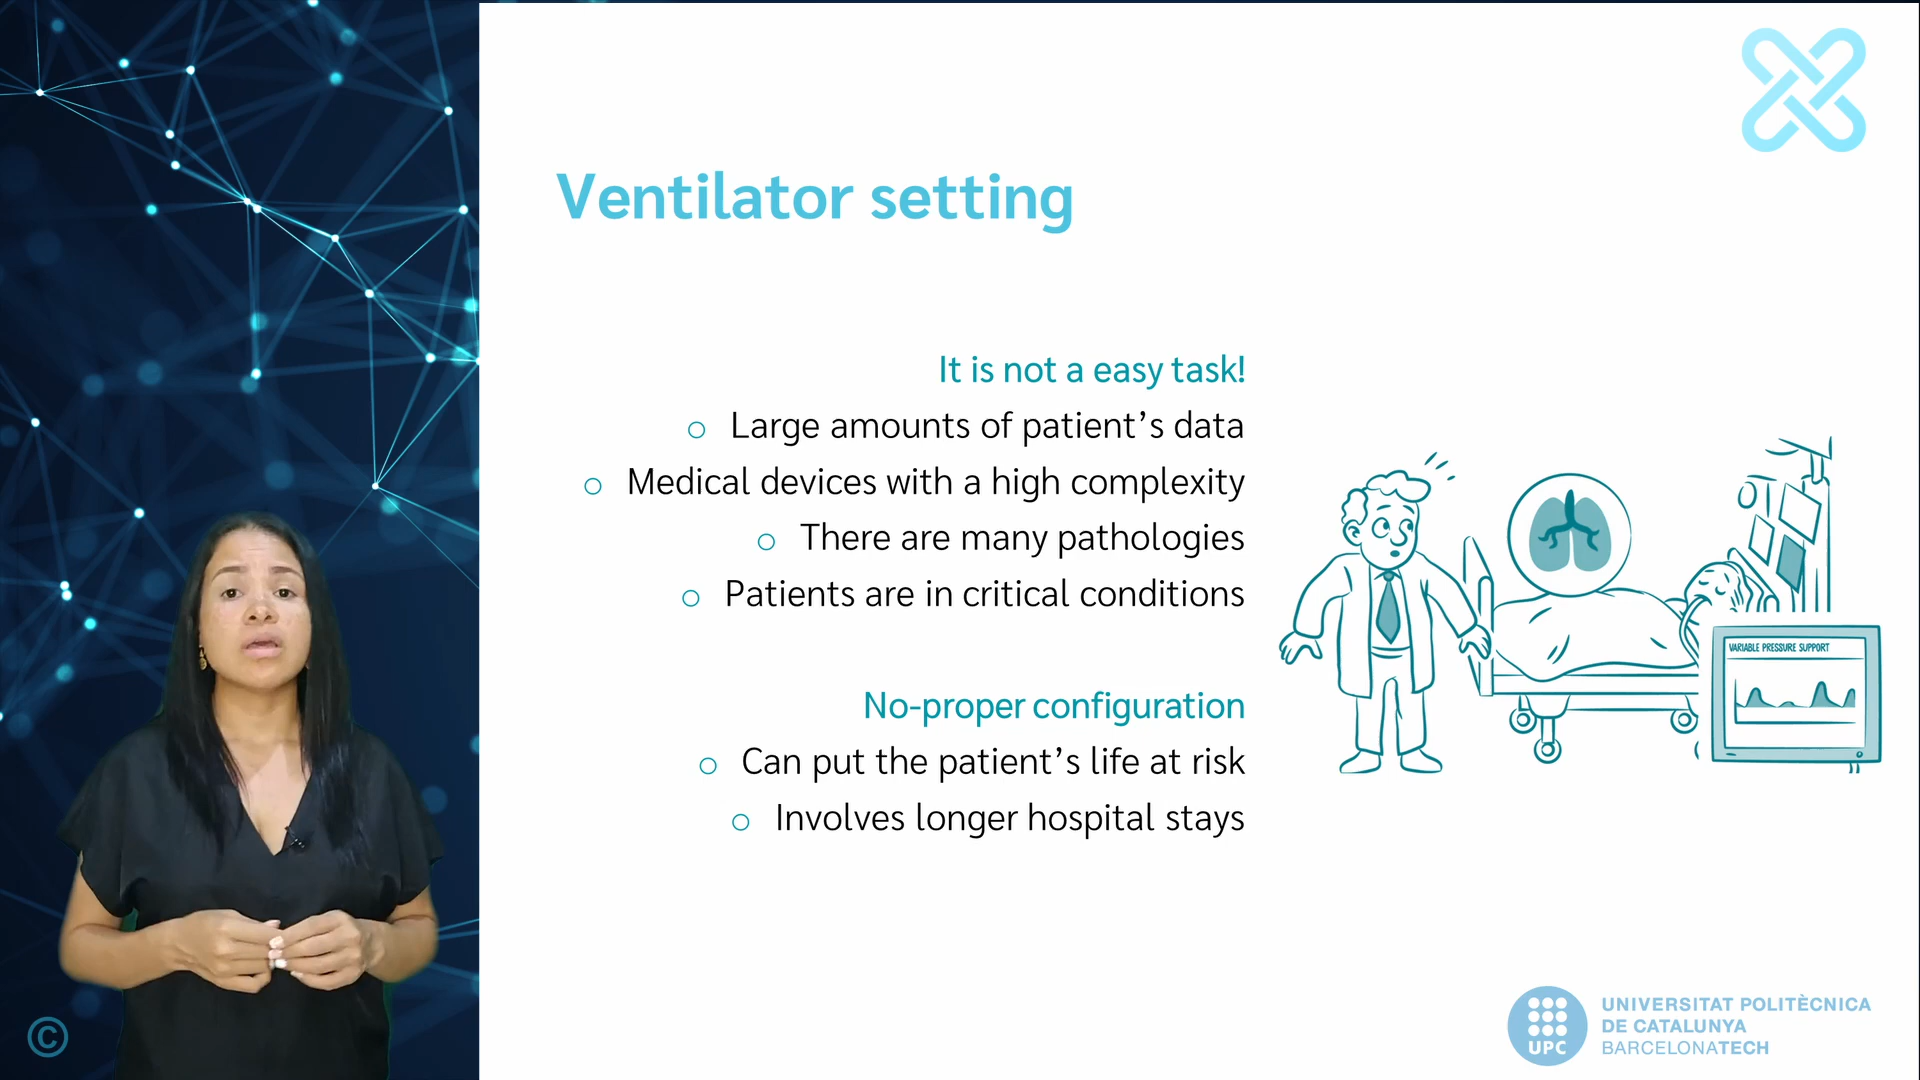 Ventilator setting
It is not a easy task!
Large amounts of patient’s data
Medical devices with a high complexity
There are many pathologies
Patients are in critical conditions
No-proper configuration
Can put the patient’s life at risk
Involves longer hospital stays
VARIABLE PRESSURE SUPPORT
UPC
UNIVERSITAT POLITÈCNICA
DE CATALUNYA
BARCELONATECH
©